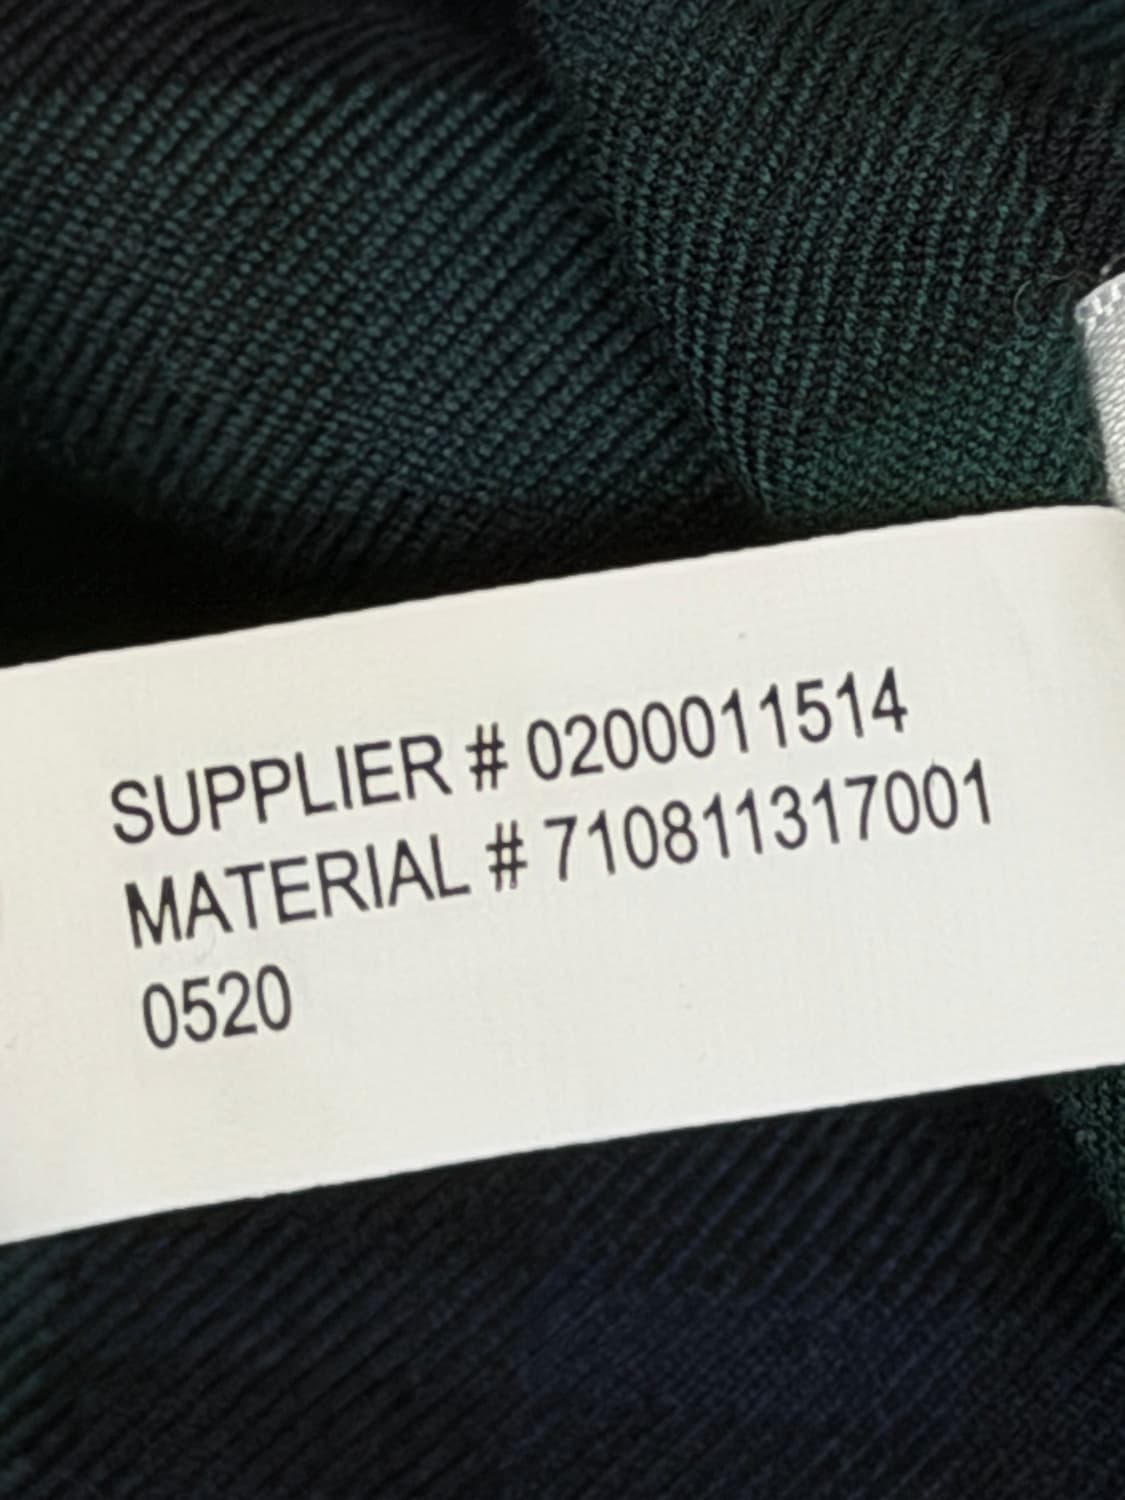 SUPPLIER # 0200011514
MATERIAL # 710811317001
0520